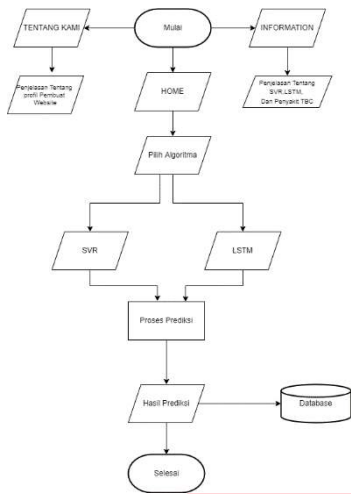 TENTANG KAMI
Mulai
INFORMATION
Penjelasan Tentang
profil Pembuat
Website
HOME
Penjelasan Tentang
SVR,LSTM,
Dan Penyakit TBC
Pilih Algoritma
SVR
LSTM
Proses Prediksi
Hasil Prediksi
Database
Selesai